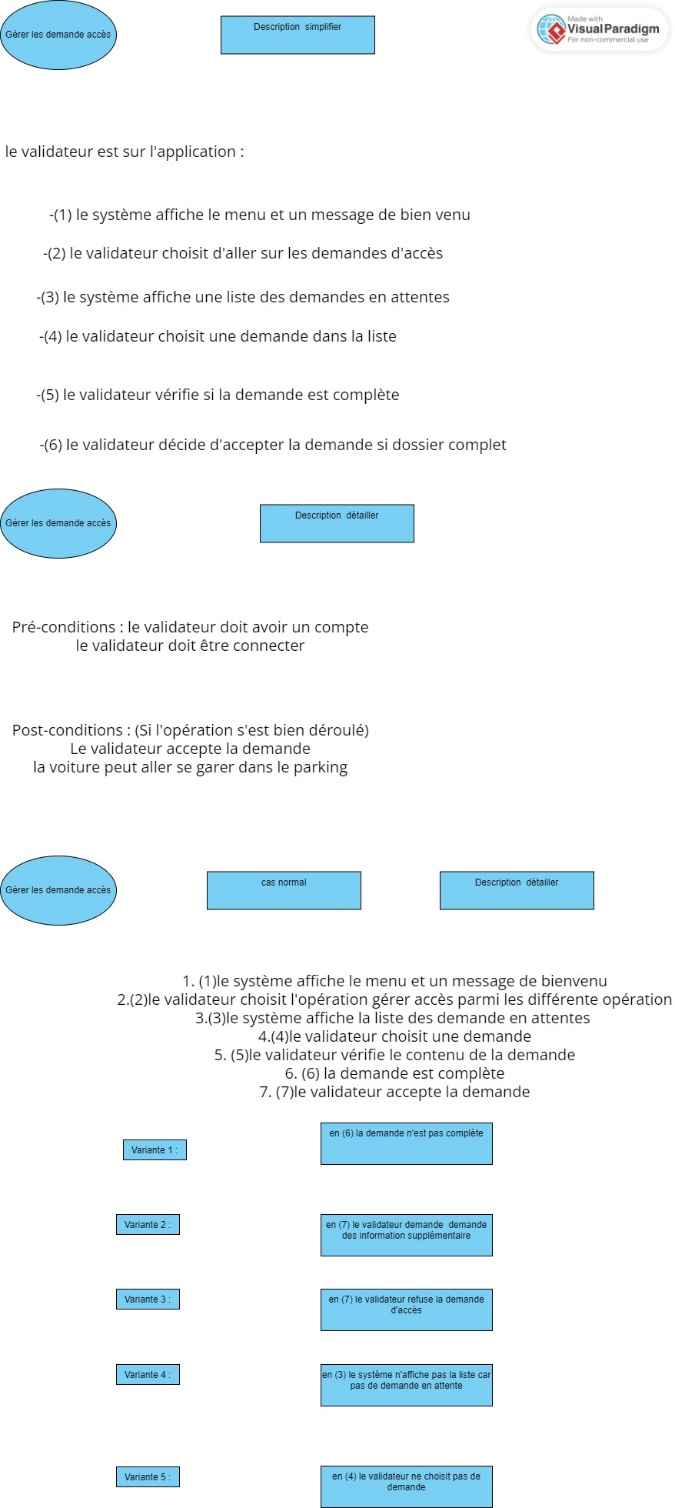 Gérer les demande accès
Description simplifier
Made with
Visual Paradigm
For non-commercial use
le validateur est sur l'application :
-(1) le système affiche le menu et un message de bien venu
-(2) le validateur choisit d'aller sur les demandes d'accès
-(3) le système affiche une liste des demandes en attentes
-(4) le validateur choisit une demande dans la liste
-(5) le validateur vérifie si la demande est complète
-(6) le validateur décide d'accepter la demande si dossier complet
Gérer les demande accès
Description détailler
Pré-conditions : le validateur doit avoir un compte
le validateur doit être connecter
Post-conditions : (Si l'opération s'est bien déroulé)
Le validateur accepte la demande
la voiture peut aller se garer dans le parking
Gérer les demande accès
cas normal
Description détailler
1. (1)le système affiche le menu et un message de bienvenu
2.(2)le validateur choisit l'opération gérer accès parmi les différente opération
3.(3)le système affiche la liste des demande en attentes
4.(4)le validateur choisit une demande
5. (5)le validateur vérifie le contenu de la demande
6. (6) la demande est complète
7. (7)le validateur accepte la demande
Variante 1 :
en (6) la demande n'est pas complète
Variante 2 :
en (7) le validateur demande demande
des information supplémentaire
Variante 3 :
en (7) le validateur refuse la demande
d'accès
Variante 4 :
en (3) le système n'affiche pas la liste car
pas de demande en attente
Variante 5 :
en (4) le validateur ne choisit pas de
demande